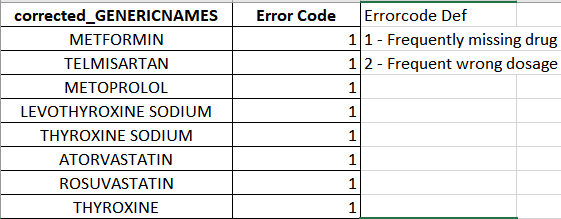 corrected_GENERICNAMES Error Code Errorcode Def
METFORMIN 1 1 - Frequently missing drug
TELMISARTAN 1 2 - Frequent wrong dosage
METOPROLOL 1
LEVOTHYROXINE SODIUM 1
THYROXINE SODIUM 1
ATORVASTATIN 1
ROSUVASTATIN 1
THYROXINE 1